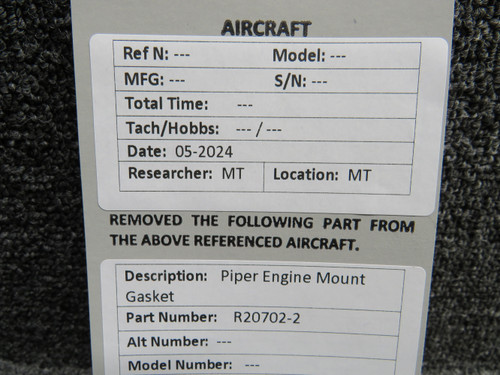 AIRCRAFT
Ref N: --- Model: ---
MFG: --- S/N: ---
Total Time: ---
Tach/Hobbs: --- / ---
Date: 05-2024
Researcher: MT Location: MT
REMOVED THE FOLLOWING PART FROM
THE ABOVE REFERENCED AIRCRAFT.
Description: Piper Engine Mount
Gasket
Part Number: R20702-2
Alt Number: ---
Model Number: ---